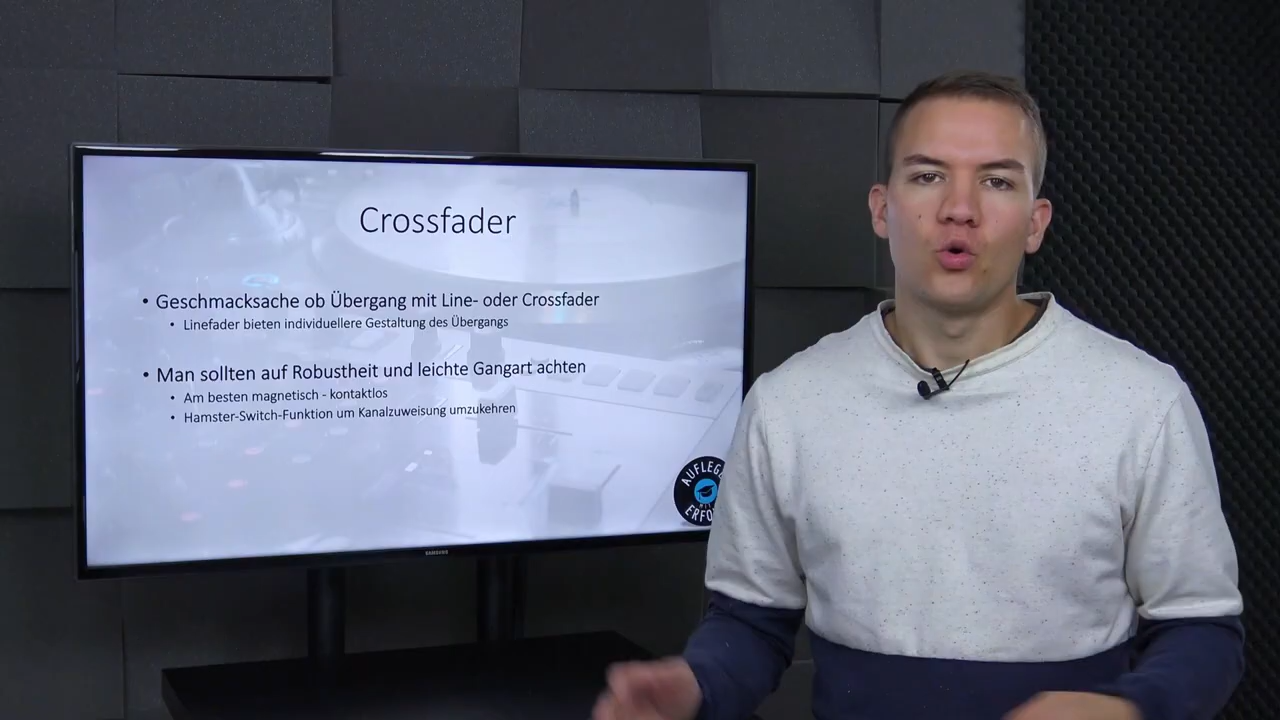 Crossfader
• Geschmacksache ob Übergang mit Line- oder Crossfader
• Linefader bieten individuellere Gestaltung des Übergangs
• Man sollten auf Robustheit und leichte Gangart achten
• Am besten magnetisch - kontaktlos
• Hamster-Switch-Funktion um Kanalzuweisung umzukehren
SAMSUNG